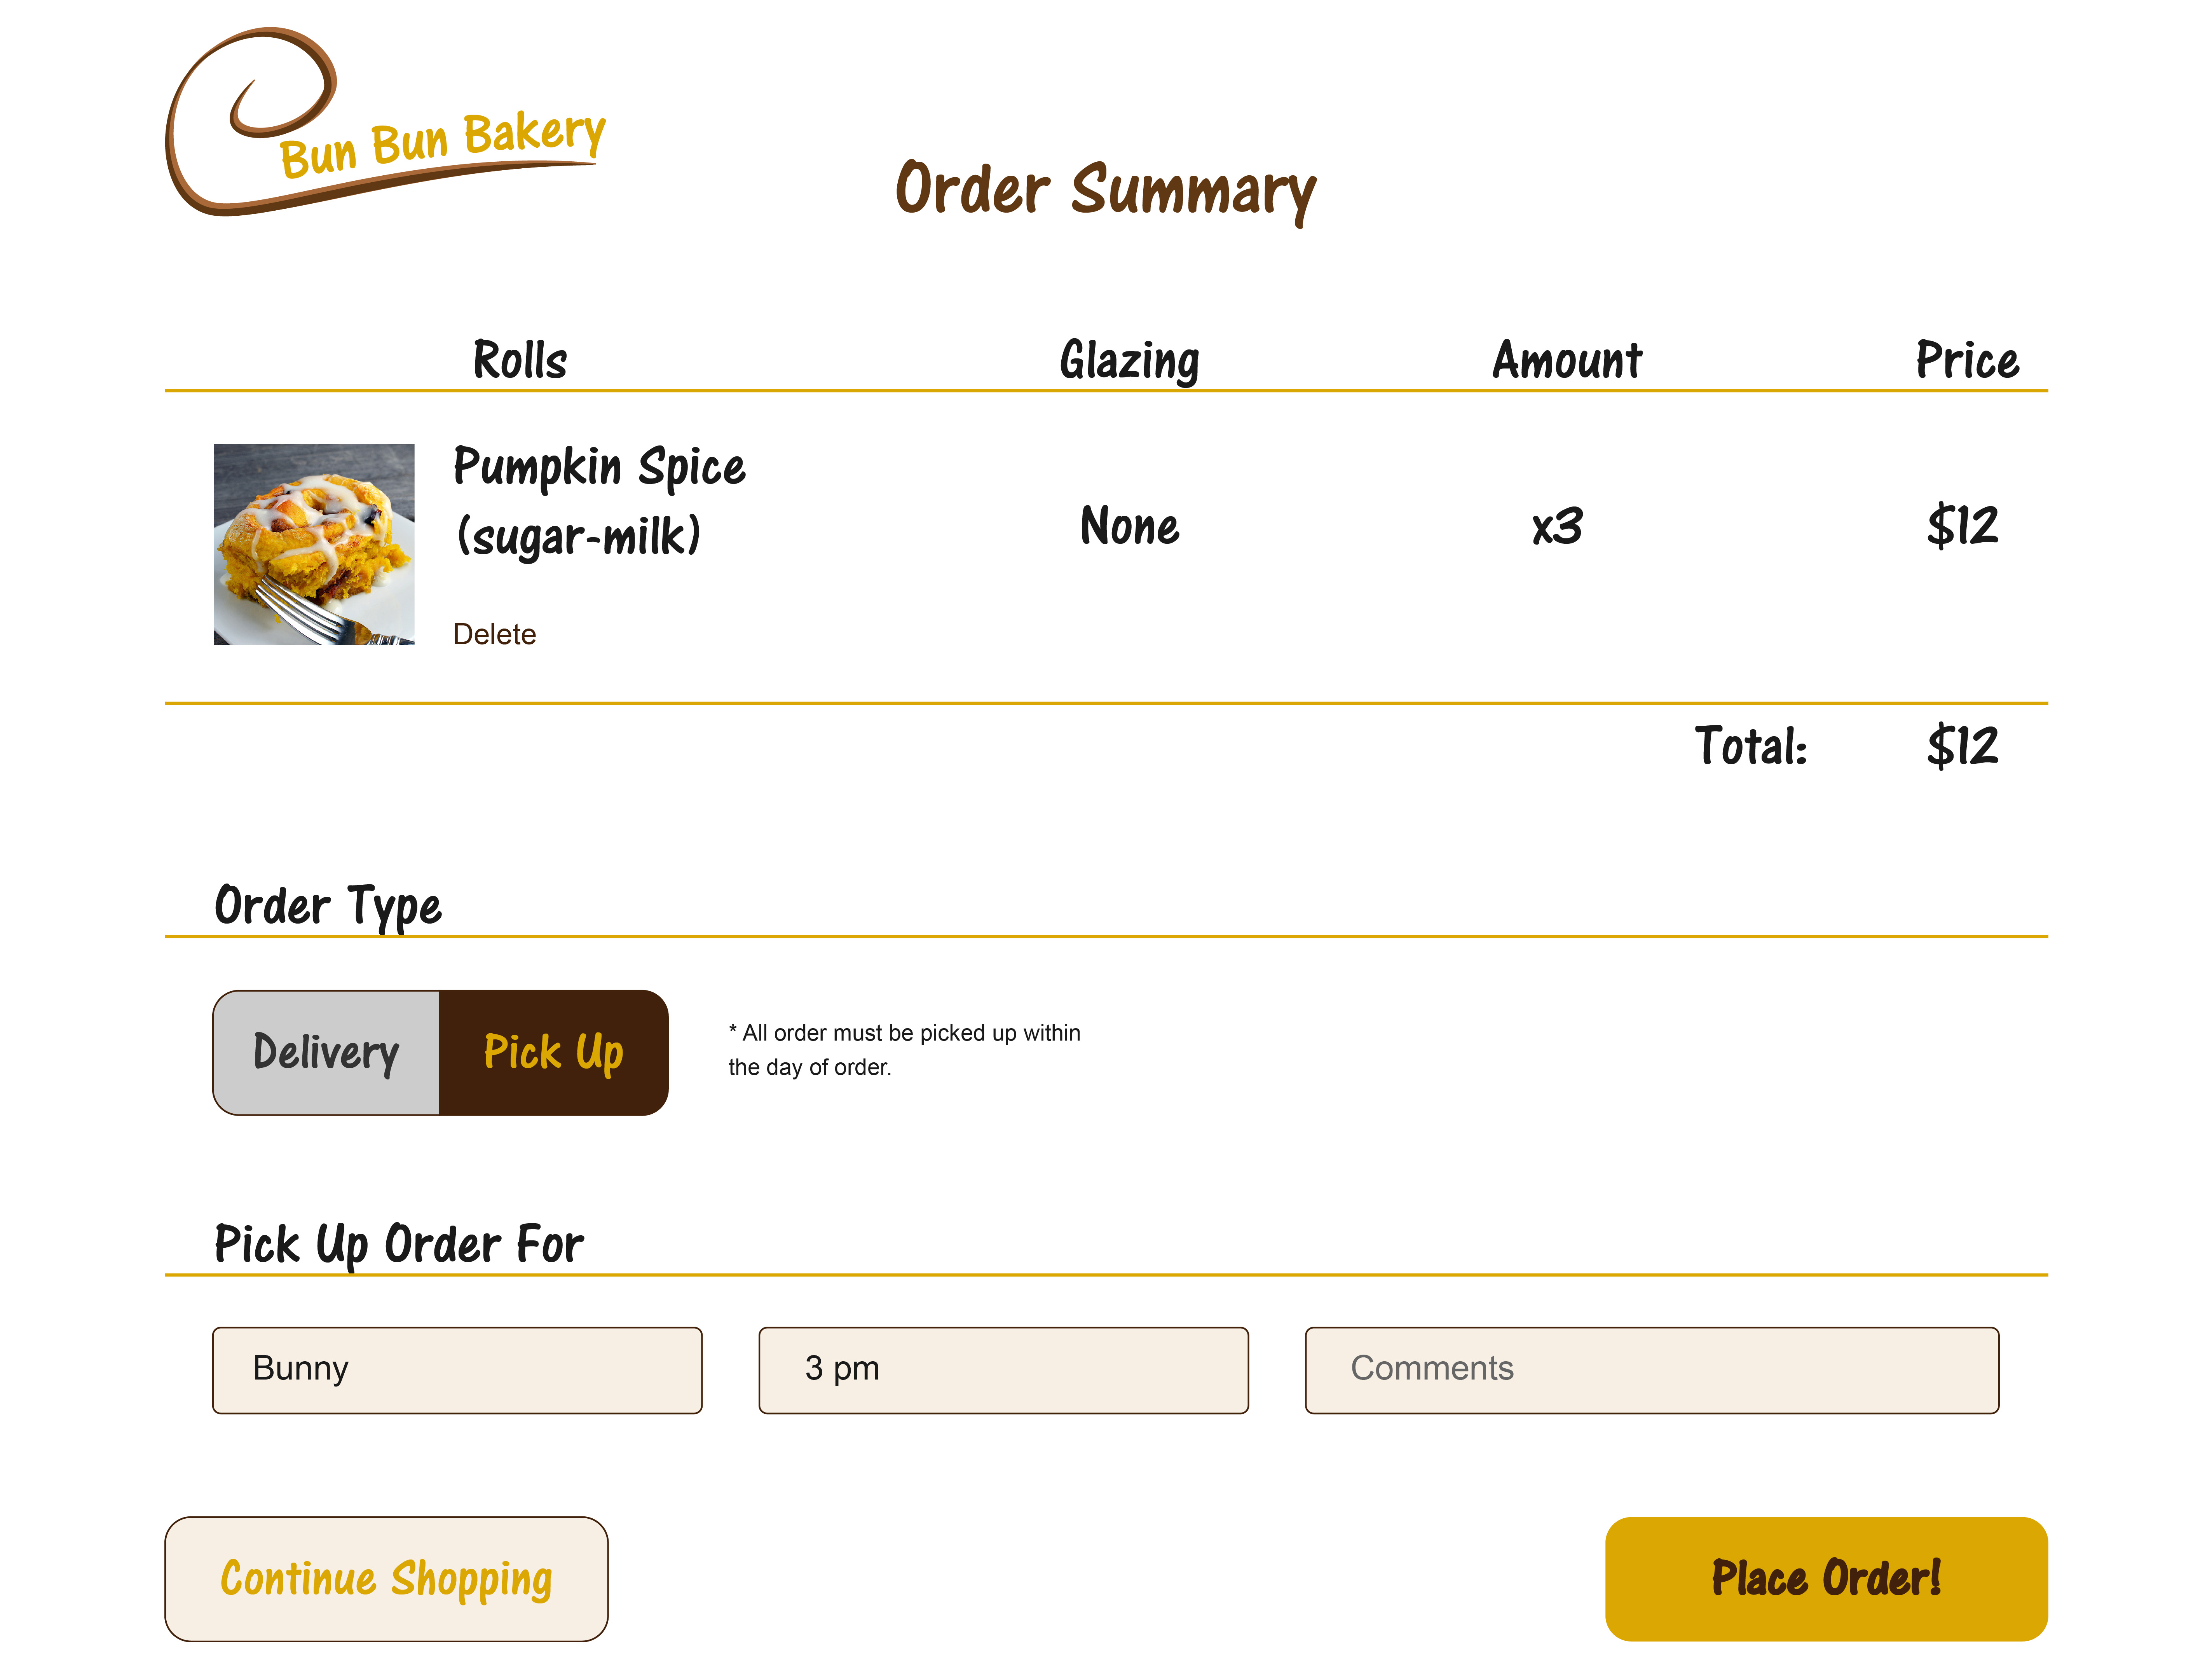 Bun Bun Bakery
Order Summary
Rolls Glazing Amount Price
Pumpkin Spice
(sugar-milk)
None x3 $12
Delete
Total: $12
Order Type
Delivery Pick Up
* All order must be picked up within
the day of order.
Pick Up Order For
Bunny 3 pm Comments
Continue Shopping Place Order!